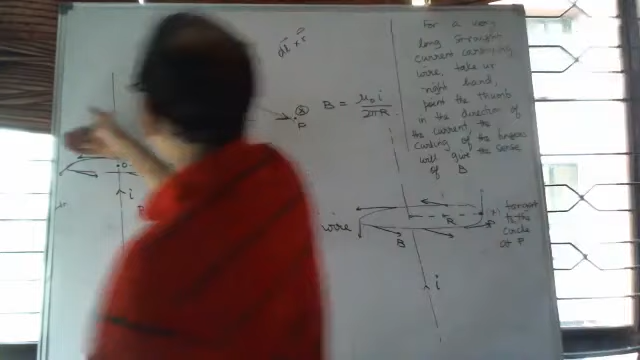 dl × r
B = μ₀i / 2πR
P
For a very
long straight
current carrying
wire, take ur
right hand,
point the thumb
in the direction of
the current, the
curling of the fingers
will give the sense
of B
wire
R
P
tangent
to the
circle
at P
B
i
i